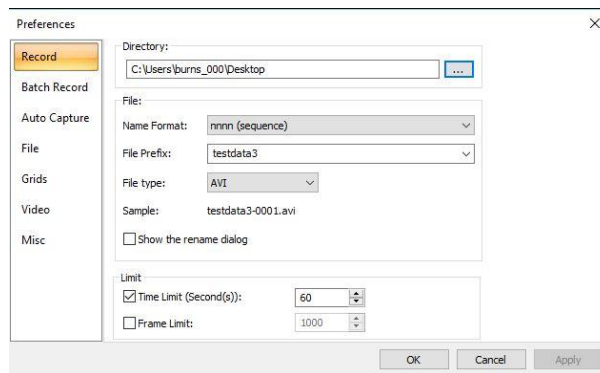 Preferences
Record
Batch Record
Auto Capture
File
Grids
Video
Misc
Directory:
C:\Users\burns_000\Desktop
...
File:
Name Format: nnnn (sequence)
File Prefix: testdata3
File type: AVI
Sample: testdata3-0001.avi
Show the rename dialog
Limit
Time Limit (Second(s)): 60
Frame Limit: 1000
OK Cancel Apply